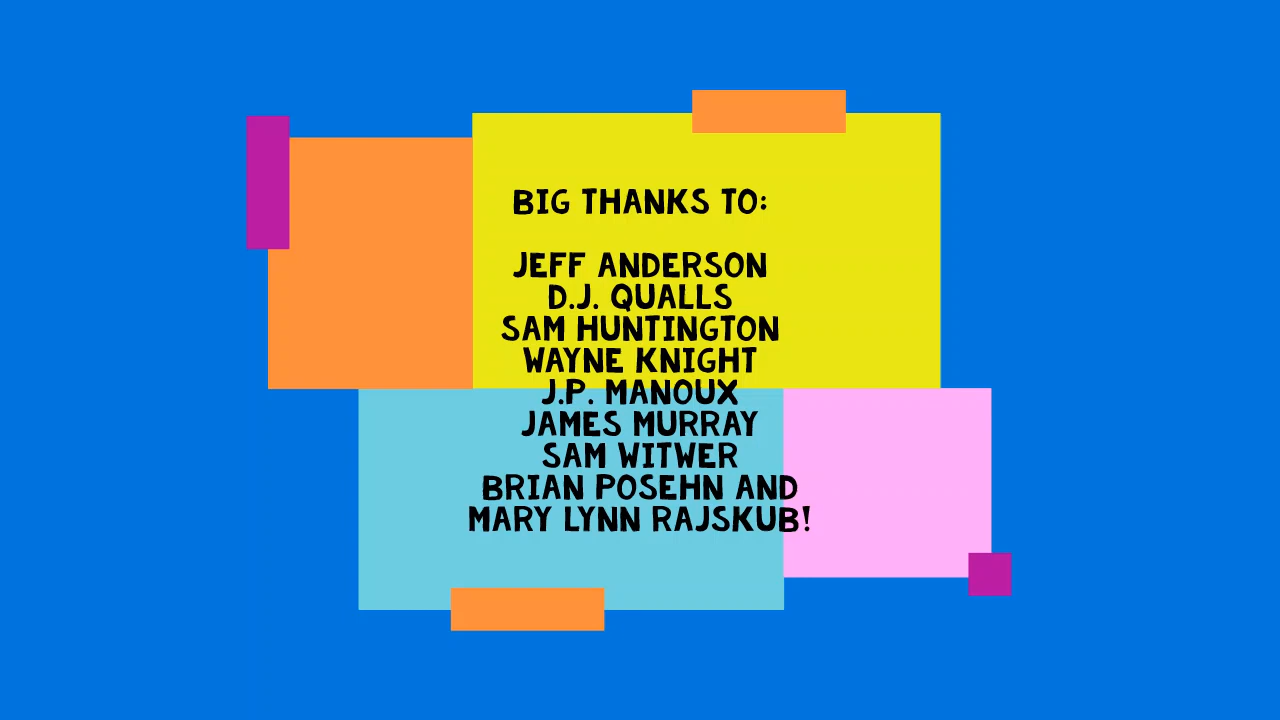 BIG THANKS TO:
JEFF ANDERSON
D.J. QUALLS
SAM HUNTINGTON
WAYNE KNIGHT
J.P. MANOUX
JAMES MURRAY
SAM WITWER
BRIAN POSEHN AND
MARY LYNN RAJSKUB!